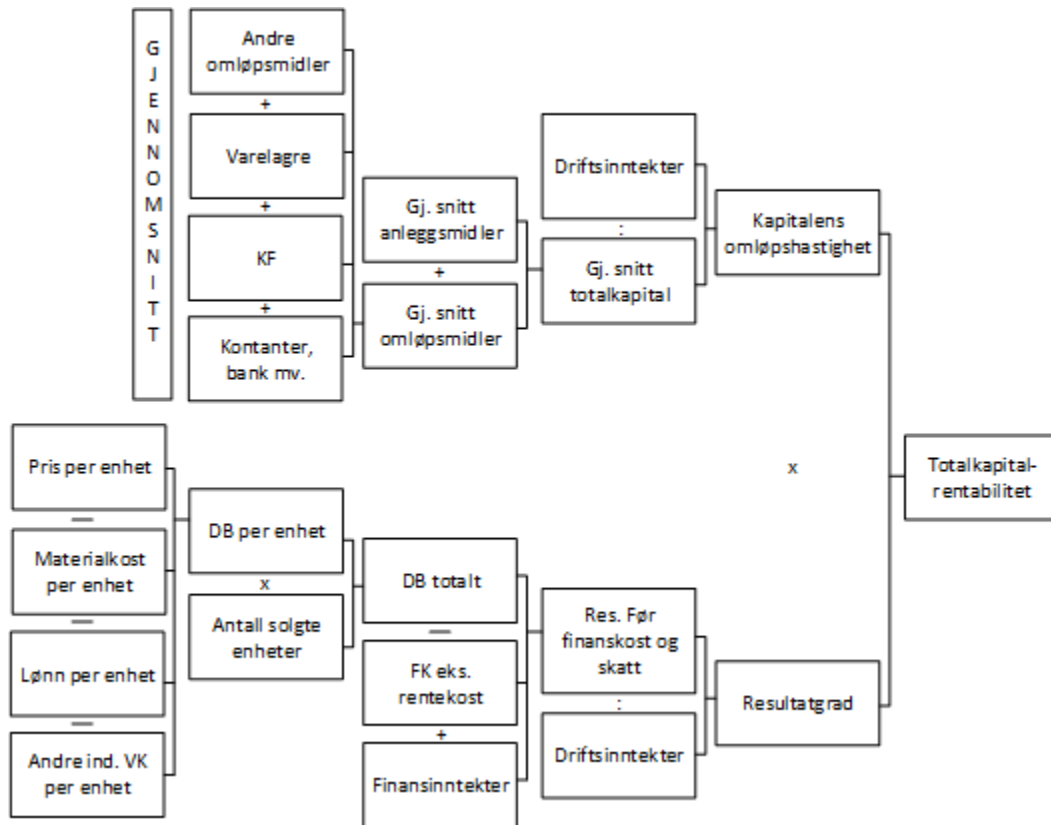 GJENNOMSNITT
Andre
omløpsmidler
+
Varelagre
+
KF
+
Kontanter,
bank mv.
Gj. snitt
anleggsmidler
+
Gj. snitt
omløpsmidler
Driftsinntekter
:
Gj. snitt
totalkapital
Kapitalens
omløpshastighet
x
Totalkapital-
rentabilitet
Pris per enhet
—
Materialkost
per enhet
—
Lønn per enhet
—
Andre ind. VK
per enhet
DB per enhet
x
Antall solgte
enheter
DB totalt
—
FK eks.
rentekost
+
Finansinntekter
Res. Før
finanskost og
skatt
:
Driftsinntekter
Resultatgrad